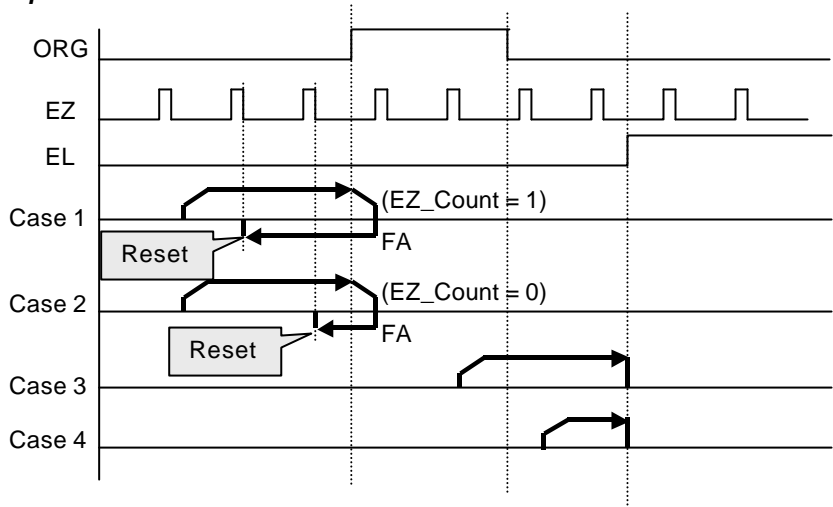 ORG
EZ
EL
Case 1
(EZ_Count = 1)
Reset
FA
Case 2
(EZ_Count = 0)
Reset
FA
Case 3
Case 4